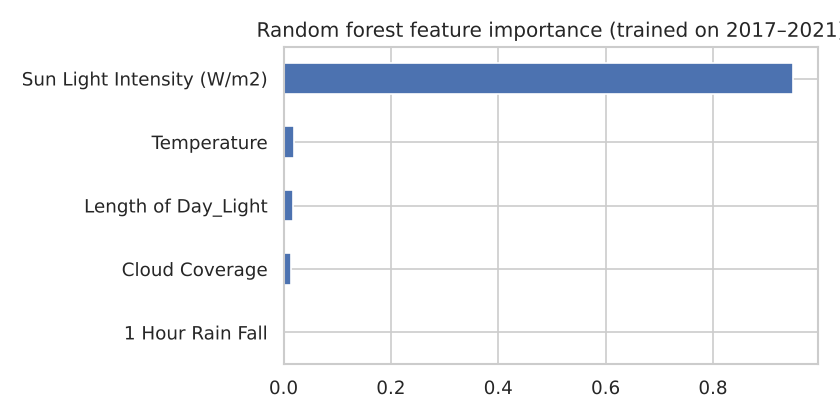 Random forest feature importance (trained on 2017–2021)
Sun Light Intensity (W/m2)
Temperature
Length of Day_Light
Cloud Coverage
1 Hour Rain Fall
0.0 0.2 0.4 0.6 0.8